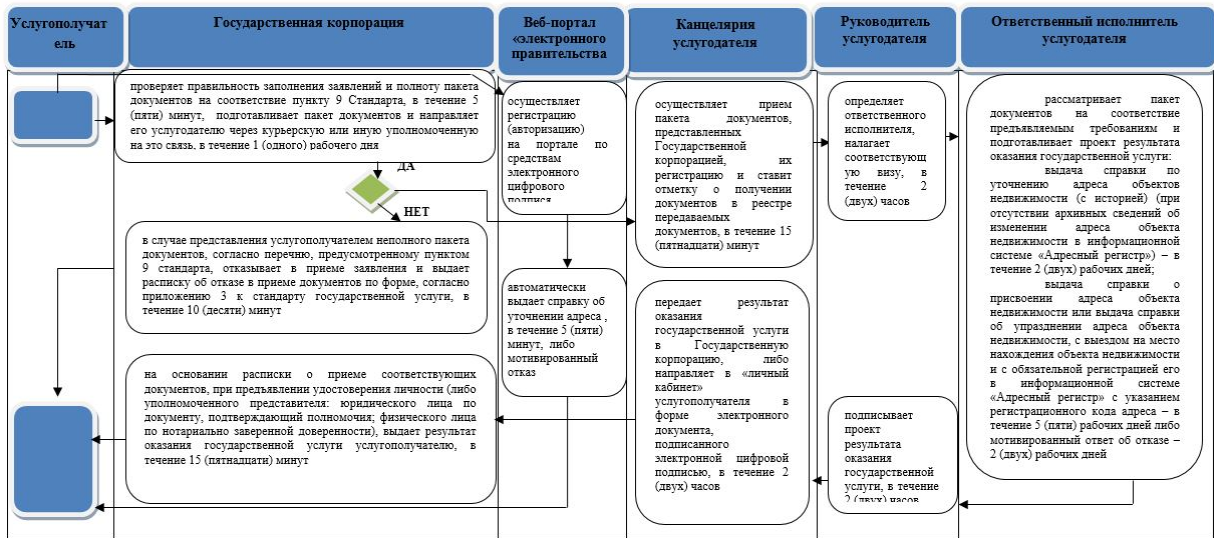 Услугополучат
ель
Государственная корпорация
Веб-портал
«электронного
правительства
Канцелярия
услугодателя
Руководитель
услугодателя
Ответственный исполнитель
услугодателя
проверяет правильность заполнения заявлений и полноту пакета
документов на соответствие пункту 9 Стандарта, в течение 5
(пяти) минут, подготавливает пакет документов и направляет
его услугодателю через курьерскую или иную уполномоченную
на это связь, в течение 1 (одного) рабочего дня
ДА
НЕТ
в случае представления услугополучателем неполного пакета
документов, согласно перечню, предусмотренному пунктом
9 стандарта, отказывает в приеме заявления и выдает
расписку об отказе в приеме документов по форме, согласно
приложению 3 к стандарту государственной услуги, в
течение 10 (десяти) минут
на основании расписки о приеме соответствующих
документов, при предъявлении удостоверения личности (либо
уполномоченного представителя: юридического лица по
документу, подтверждающий полномочия; физического лица
по нотариально заверенной доверенности), выдает результат
оказания государственной услуги услугополучателю, в
течение 15 (пятнадцати) минут
осуществляет
регистрацию
(авторизацию)
на портале по
средствам
электронного
цифрового
подпися
автоматически
выдает справку об
уточнении адреса ,
в течение 5 (пяти)
минут, либо
мотивированный
отказ
осуществляет прием
пакета документов,
представленных
Государственной
корпорацией, их
регистрацию и ставит
отметку о получении
документов в реестре
передаваемых
документов, в течение 15
(пятнадцати) минут
передает результат
оказания
государственной услуги
в Государственную
корпорацию, либо
направляет в «личный
кабинет»
услугополучателя в
форме электронного
документа,
подписанного
электронной цифровой
подписью, в течение 2
(двух) часов
определяет
ответственного
исполнителя,
налагает
соответствующ
ую визу, в
течение 2
(двух) часов
подписывает
проект
результата
оказания
государственной
услуги, в течение
2 (двух) часов
рассматривает пакет
документов на соответствие
предъявляемым требованиям и
подготавливает проект результата
оказания государственной услуги:
выдача справки по
уточнению адреса объектов
недвижимости (с историей) (при
отсутствии архивных сведений об
изменении адреса объекта
недвижимости в информационной
системе «Адресный регистр») – в
течение 2 (двух) рабочих дней;
выдача справки о
присвоении адреса объекта
недвижимости или выдача справки
об упразднении адреса объекта
недвижимости, с выездом на место
нахождения объекта недвижимости
и с обязательной регистрацией его
в информационной системе
«Адресный регистр» с указанием
регистрационного кода адреса – в
течение 5 (пяти) рабочих дней либо
мотивированный ответ об отказе –
2 (двух) рабочих дней